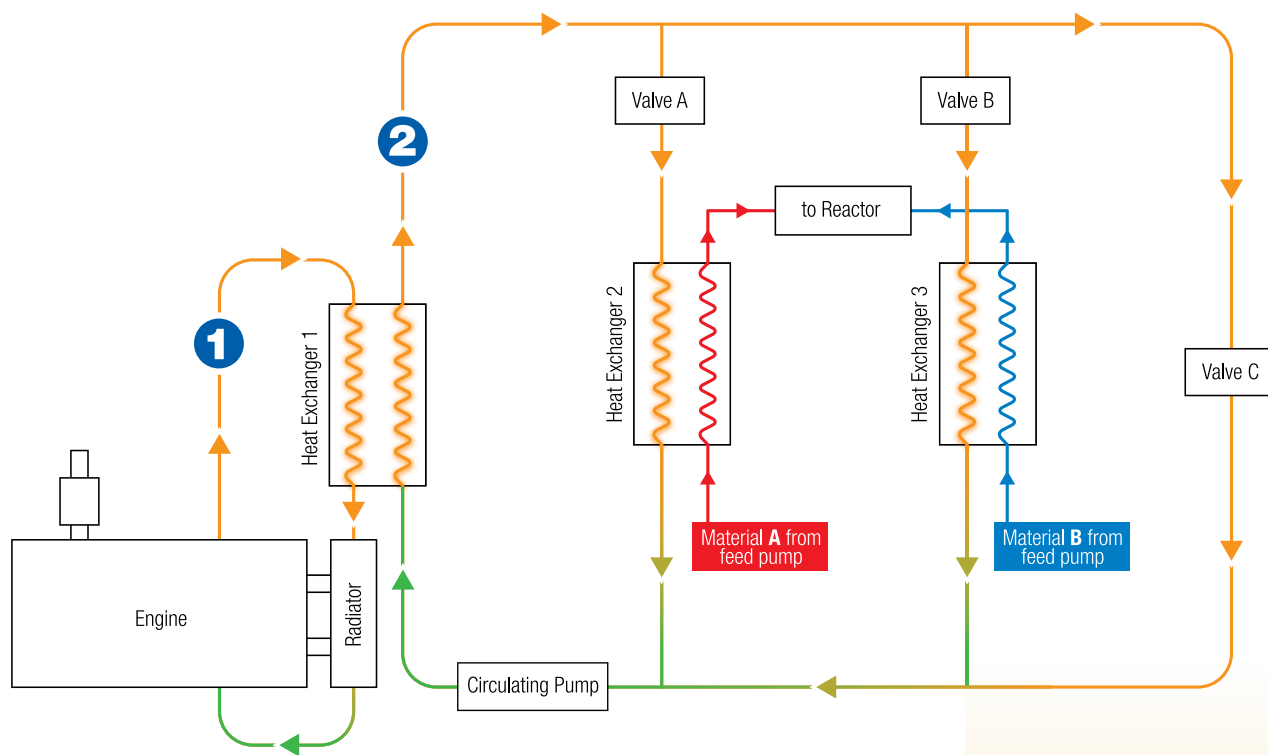 2
Valve A
Valve B
to Reactor
1
Heat Exchanger 1
Heat Exchanger 2
Heat Exchanger 3
Valve C
Material A from
feed pump
Material B from
feed pump
Engine
Radiator
Circulating Pump